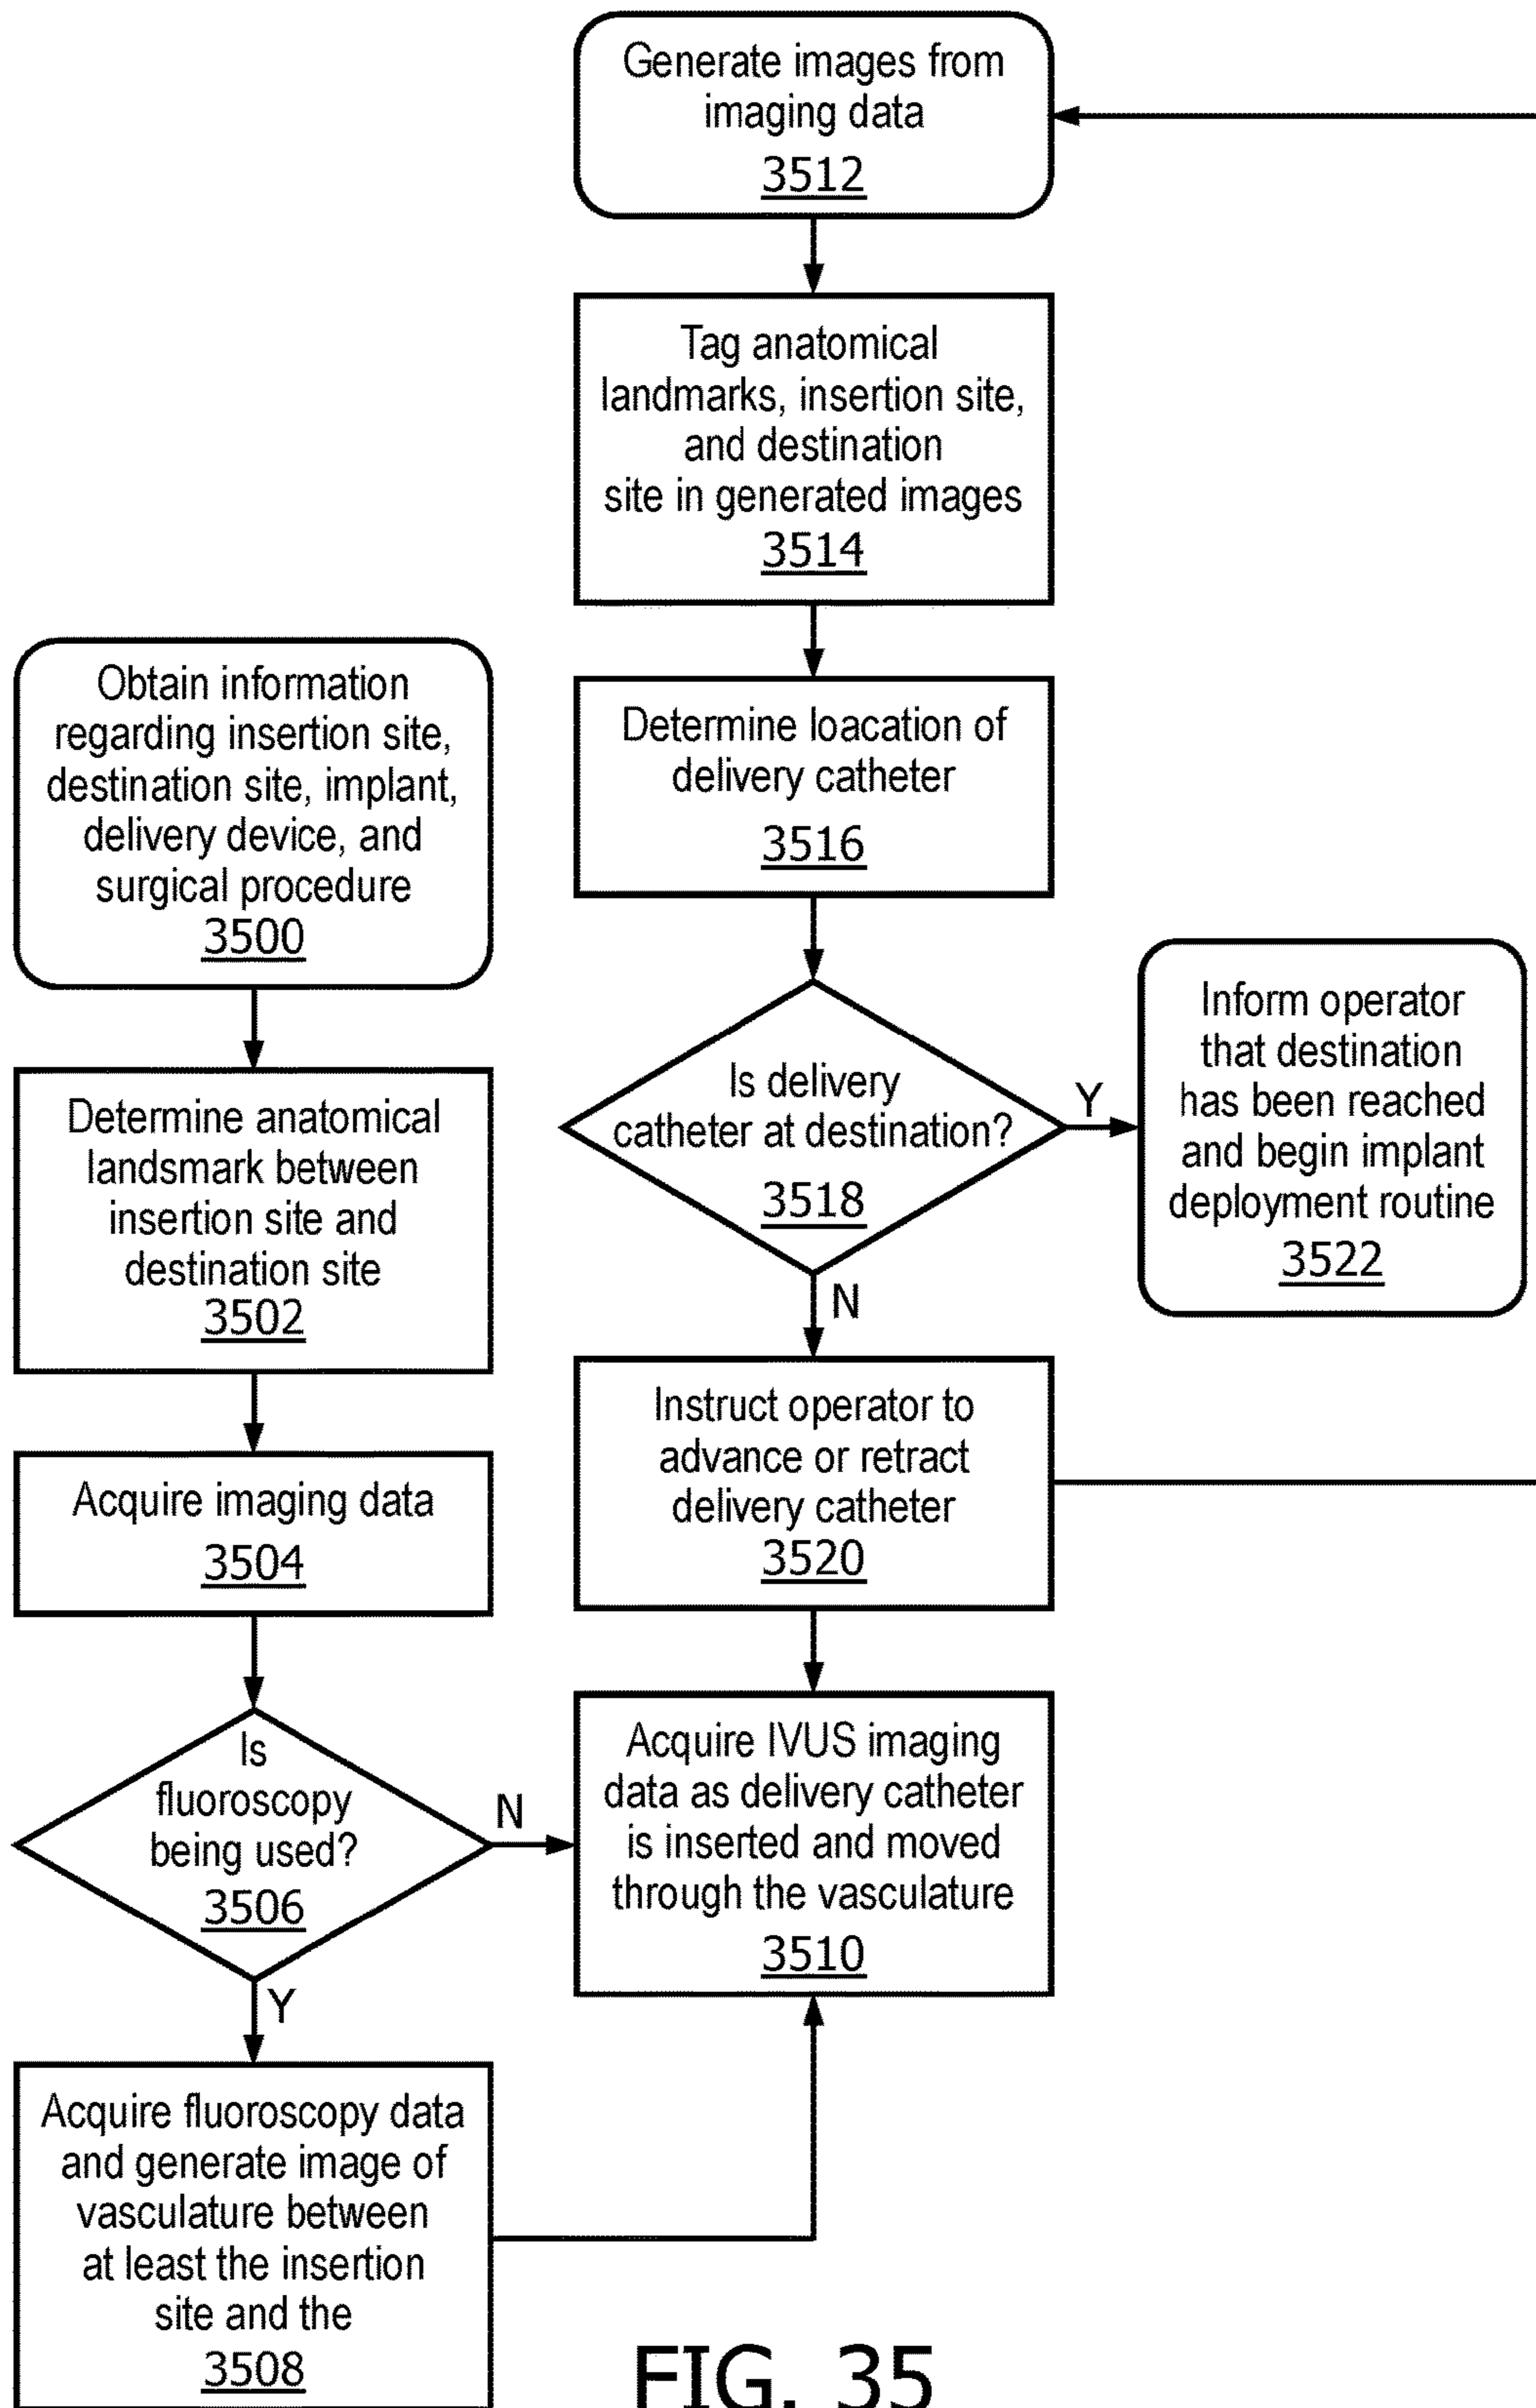 Generate images from
imaging data
3512
Tag anatomical
landmarks, insertion site,
and destination
site in generated images
3514
Obtain information
regarding insertion site,
destination site, implant,
delivery device, and
surgical procedure
3500
Determine loacation of
delivery catheter
3516
Determine anatomical
landsmark between
insertion site and
destination site
3502
Is delivery
catheter at destination?
3518
Y
N
Inform operator
that destination
has been reached
and begin implant
deployment routine
3522
Acquire imaging data
3504
Instruct operator to
advance or retract
delivery catheter
3520
Is
fluoroscopy
being used?
3506
N
Y
Acquire IVUS imaging
data as delivery catheter
is inserted and moved
through the vasculature
3510
Acquire fluoroscopy data
and generate image of
vasculature between
at least the insertion
site and the
3508
FIG. 35